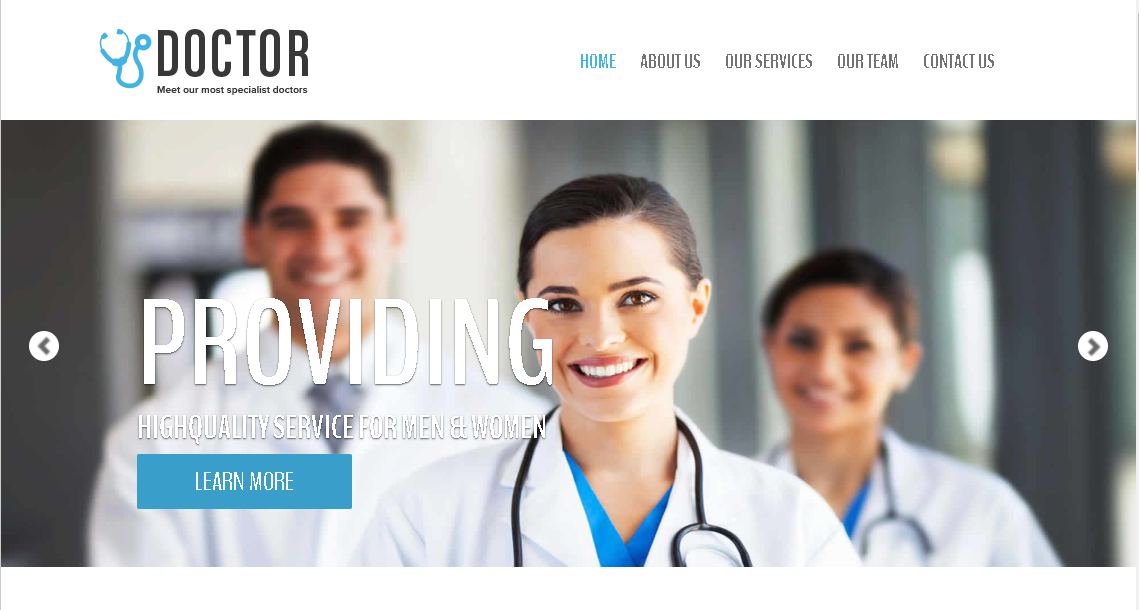 DOCTOR
Meet our most specialist doctors
HOME ABOUT US OUR SERVICES OUR TEAM CONTACT US
PROVIDING
HIGHQUALITY SERVICE FOR MEN & WOMEN
LEARN MORE